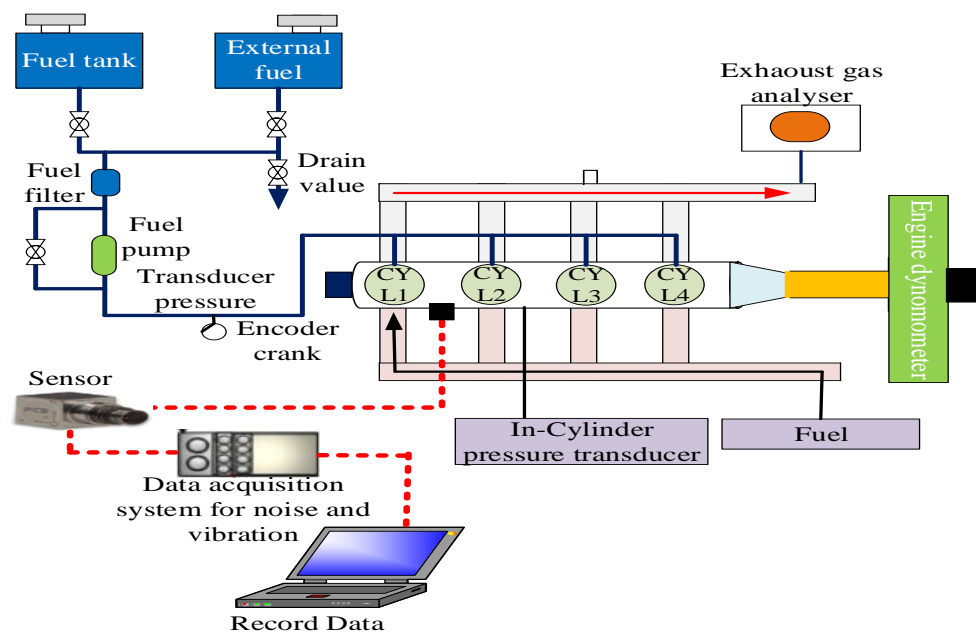 Fuel tank
External
fuel
Exhaoust gas
analyser
Drain
value
Fuel
filter
Fuel
pump
Transducer
pressure
Encoder
crank
CY
L1
CY
L2
CY
L3
CY
L4
Engine dynomometer
Sensor
In-Cylinder
pressure transducer
Fuel
Data acquisition
system for noise and
vibration
Record Data